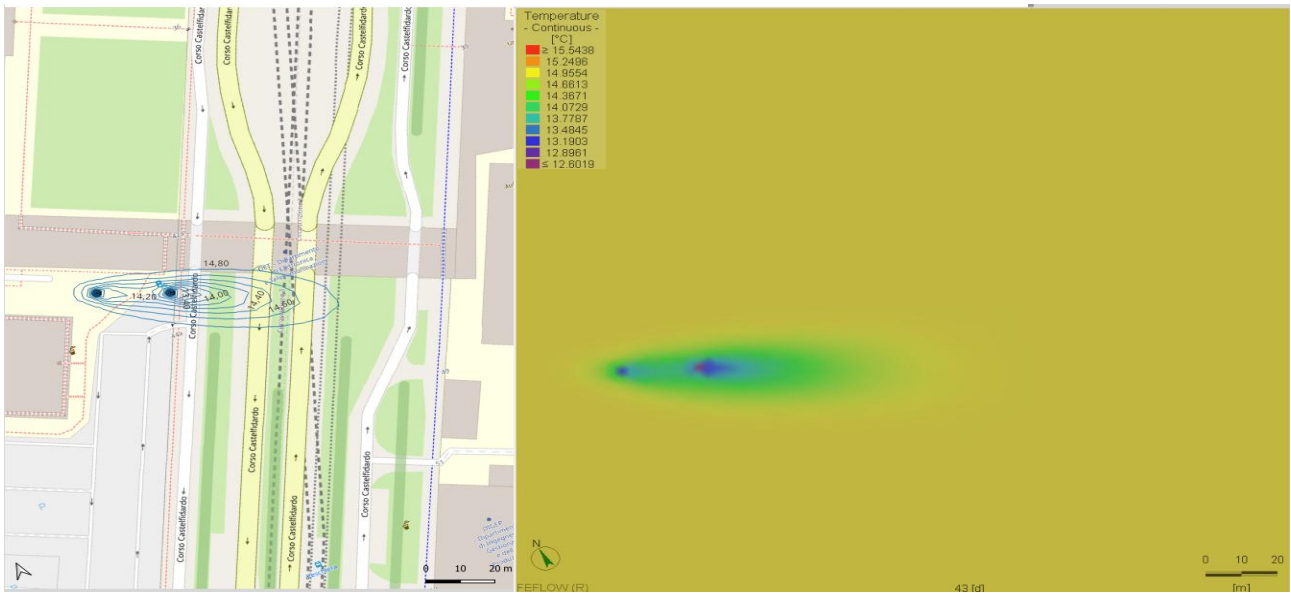 Corso Castelfidardo
Corso Castelfidardo
Corso Castelfidardo
Corso Castelfidardo
14,80
14,20
14,00
14,40
14,60
Corso Castelfidardo
Corso Castelfidardo
Corso Castelfidardo
Corso Castelfidardo
Corso Castelfidardo
0 10 20 m
Temperature
- Continuous -
[°C]
≥ 15.5438
15.2496
14.9554
14.6613
14.3671
14.0729
13.7787
13.4845
13.1903
12.8961
≤ 12.6019
N
FEFLOW (R)
43 [d]
0 10 20
[m]